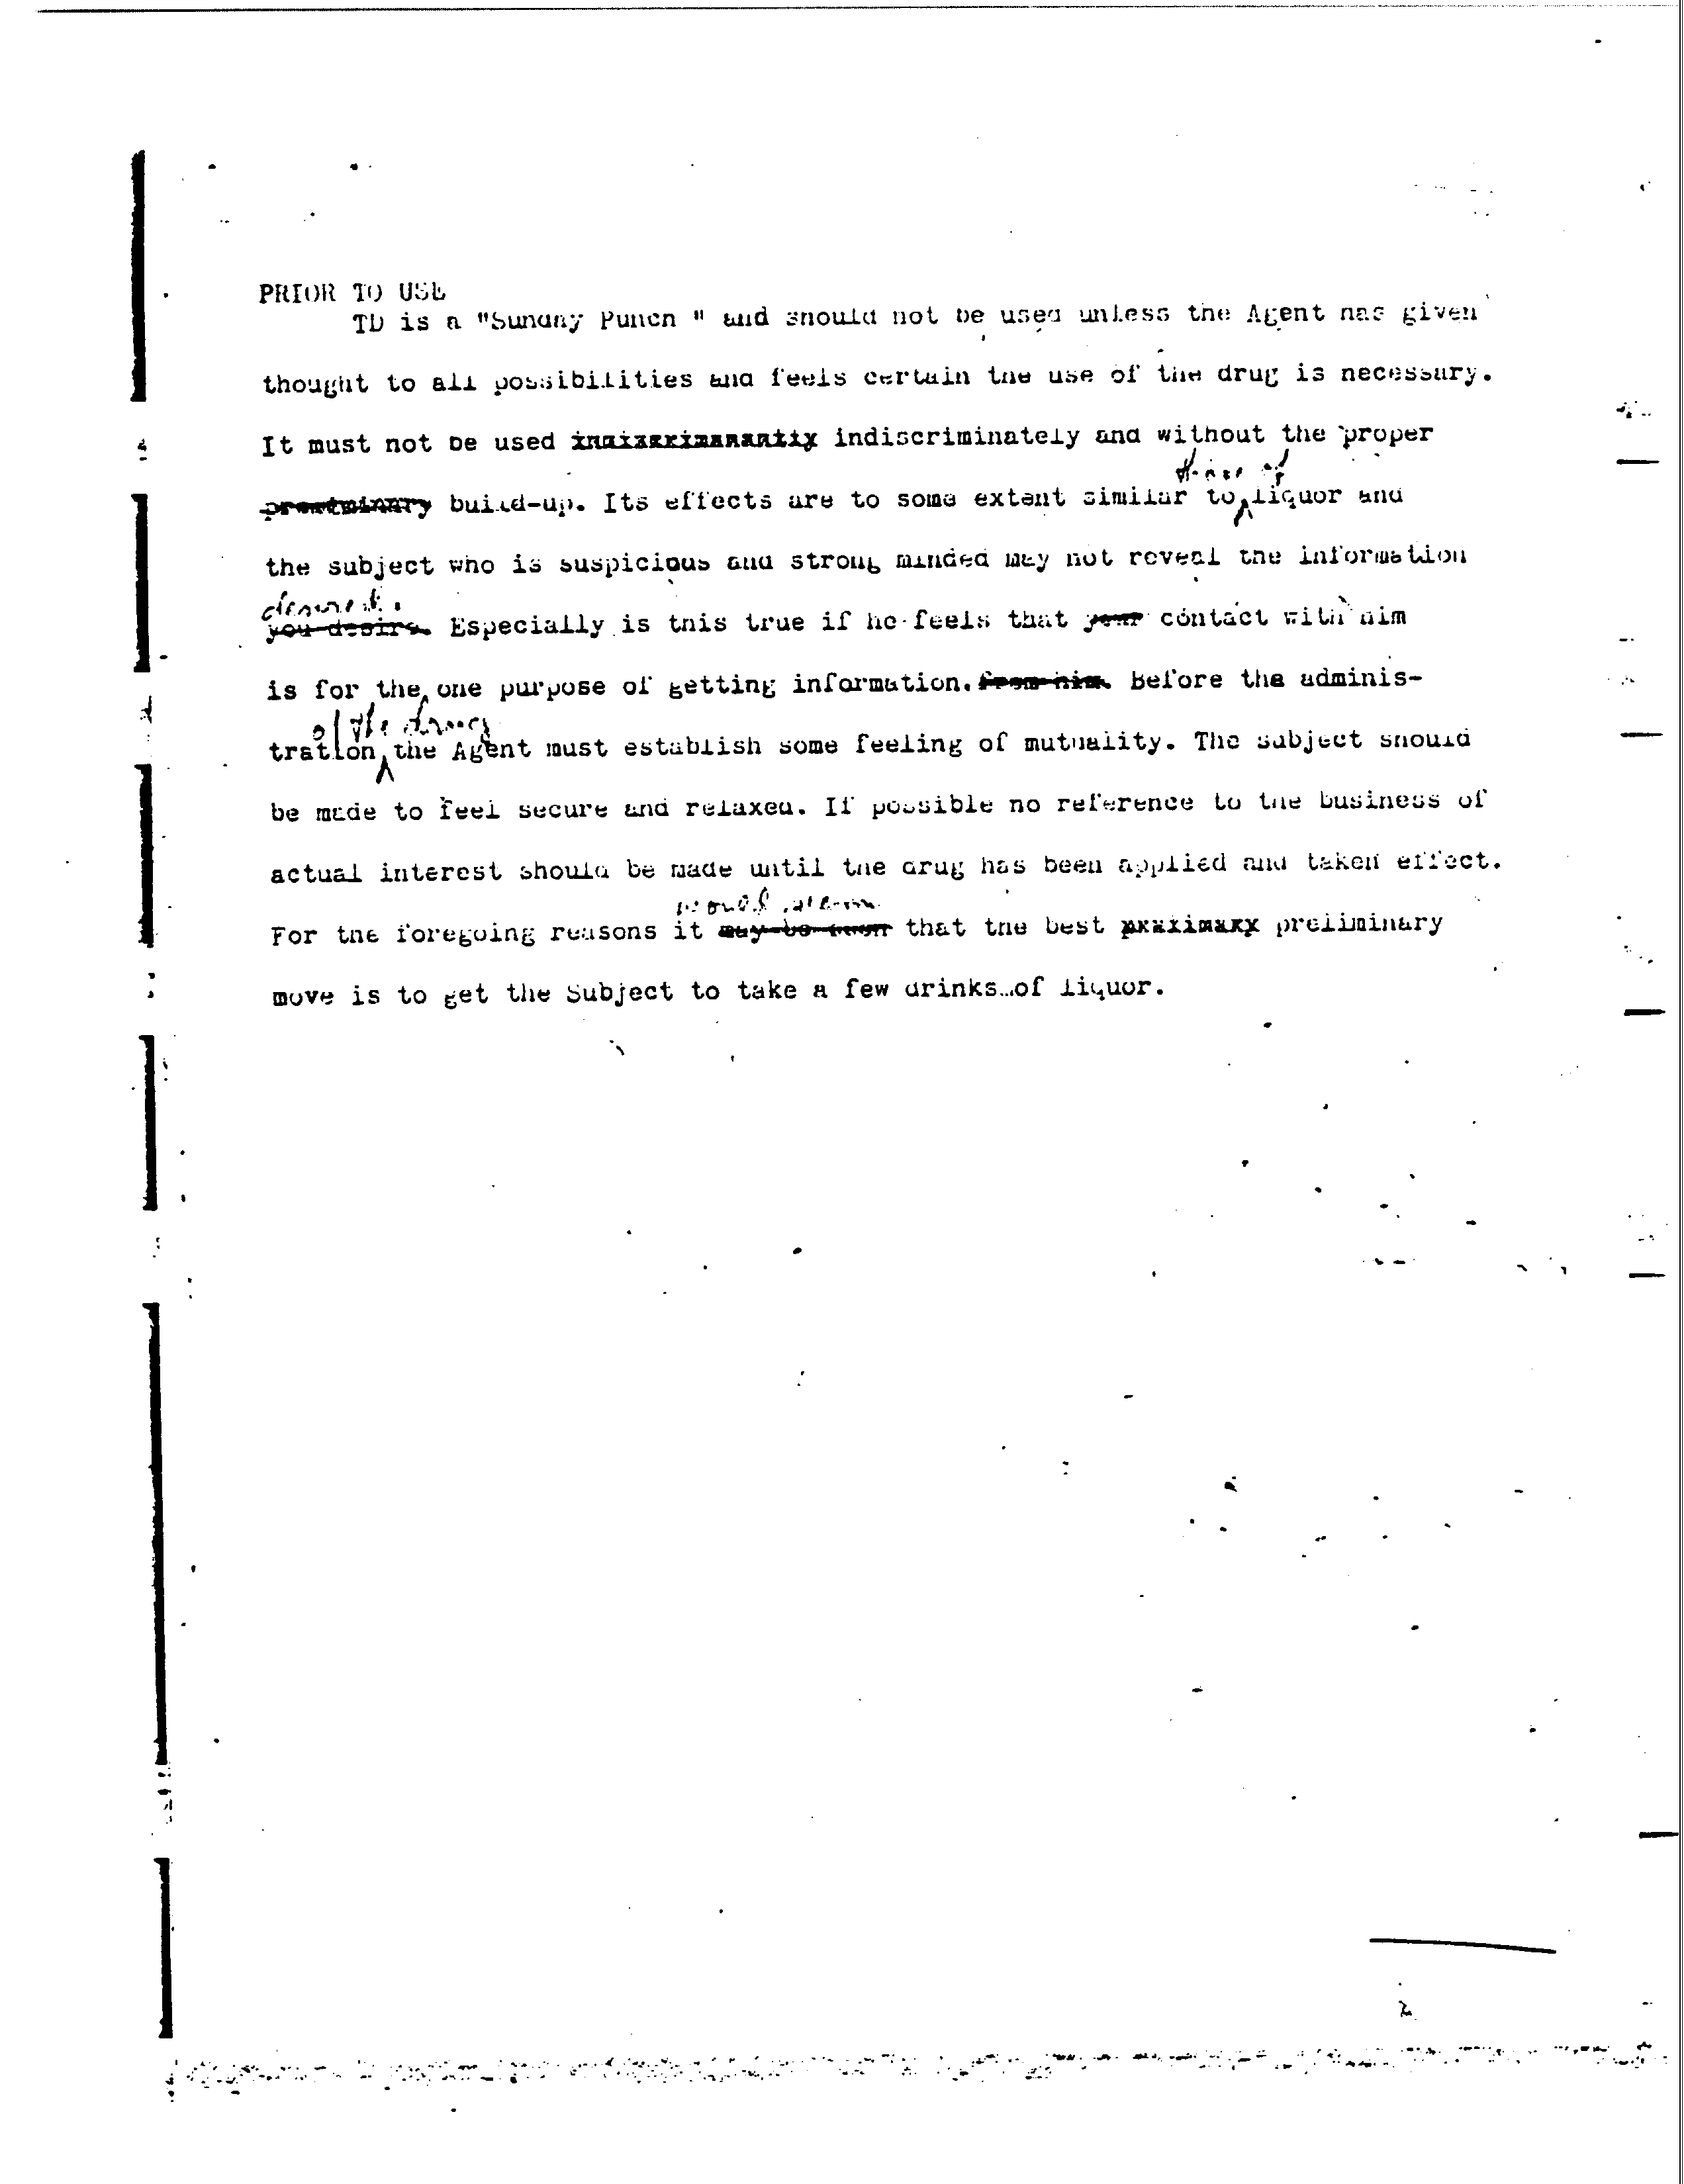 PRIOR TO USE
TD is a "Sunday Punch " and should not be used unless the Agent has given
thought to all possibilities and feels certain the use of the drug is necessary.
It must not be used indiscriminately and without the proper
those of
build-up. Its effects are to some extent similar to liquor and
the subject who is suspicious and strong minded may not reveal the information
desired.
you desire. Especially is this true if he feels that your contact with him
is for the one purpose of getting information. from him. Before the adminis-
of the drug
tration the Agent must establish some feeling of mutuality. The subject should
be made to feel secure and relaxed. If possible no reference to the business of
actual interest should be made until the drug has been applied and taken effect.
would seem
For the foregoing reasons it may be seen that the best preliminary
move is to get the Subject to take a few drinks of liquor.
2